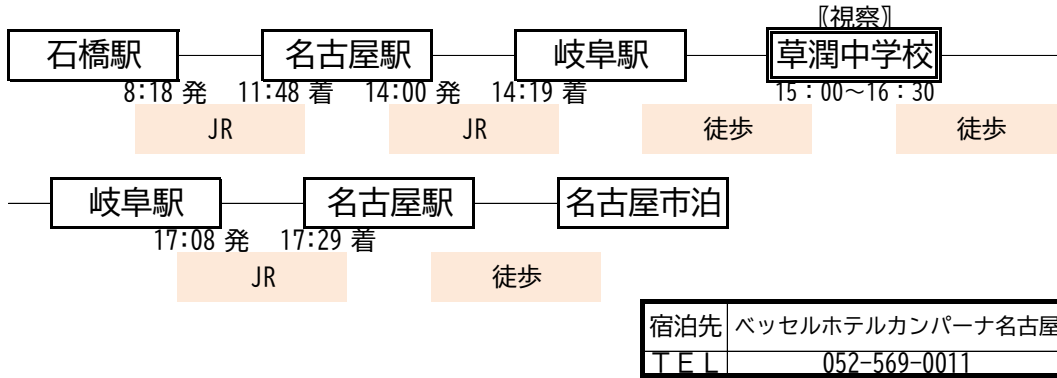 〖視察〗
石橋駅 名古屋駅 岐阜駅 草潤中学校
8:18 発 11:48 着 14:00 発 14:19 着 15：00～16：30
JR JR 徒歩 徒歩
岐阜駅 名古屋駅 名古屋市泊
17:08 発 17:29 着
JR 徒歩
宿泊先 ベッセルホテルカンパーナ名古屋
ＴＥＬ 052-569-0011